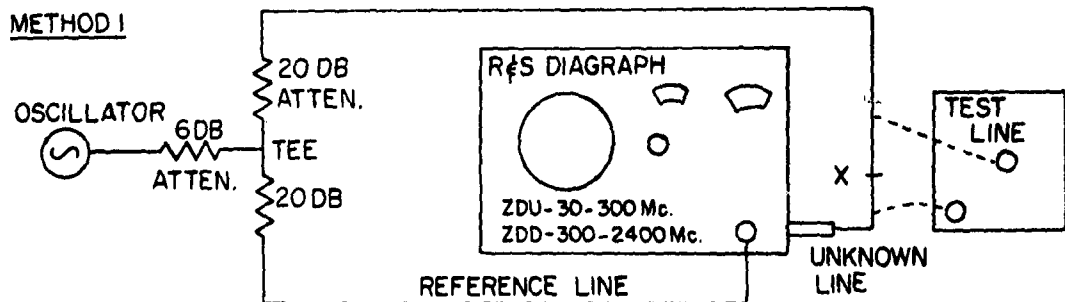 METHOD I
20 DB
ATTEN.
R&S DIAGRAPH
OSCILLATOR
6DB
ATTEN.
TEE
20 DB
TEST
LINE
X
ZDU-30-300 Mc.
ZDD-300-2400 Mc.
UNKNOWN
LINE
REFERENCE LINE